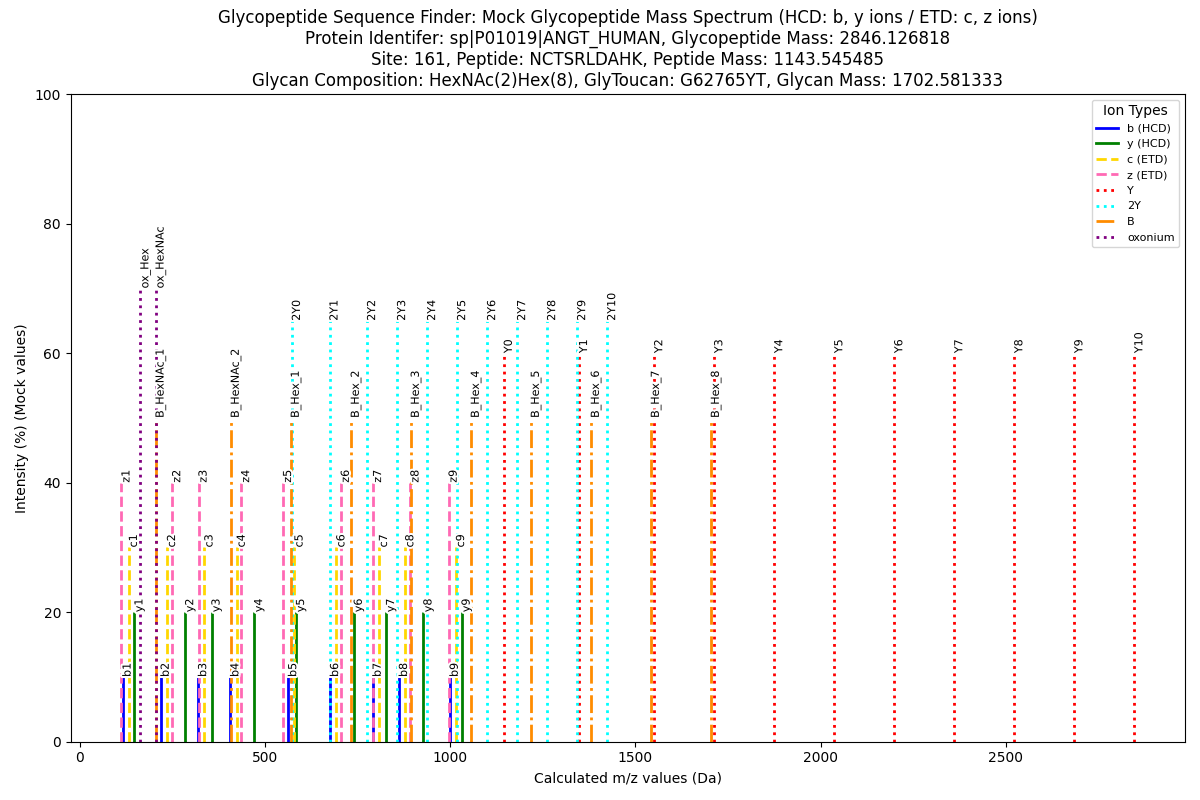 Glycopeptide Sequence Finder: Mock Glycopeptide Mass Spectrum (HCD: b, y ions / ETD: c, z ions)
Protein Identifer: sp|P01019|ANGT_HUMAN, Glycopeptide Mass: 2846.126818
Site: 161, Peptide: NCTSRLDAHK, Peptide Mass: 1143.545485
Glycan Composition: HexNAc(2)Hex(8), GlyToucan: G62765YT, Glycan Mass: 1702.581333
Intensity (%) (Mock values)
100
80
60
40
20
0
Ion Types
b (HCD)
y (HCD)
c (ETD)
z (ETD)
Y
2Y
B
oxonium
ox_Hex
ox_HexNAc
2Y0
2Y1
2Y2
2Y3
2Y4
2Y5
2Y6
2Y7
2Y8
2Y9
2Y10
Y0
Y1
Y2
Y3
Y4
Y5
Y6
Y7
Y8
Y9
Y10
B_HexNAc_1
B_HexNAc_2
B_Hex_1
B_Hex_2
B_Hex_3
B_Hex_4
B_Hex_5
B_Hex_6
B_Hex_7
B_Hex_8
z1
z2
z3
z4
z5
z6
z7
z8
z9
c1
c2
c3
c4
c5
c6
c7
c8
c9
y1
y2
y3
y4
y5
y6
y7
y8
y9
b1
b2
b3
b4
b5
b6
b7
b8
b9
0
500
1000
1500
2000
2500
Calculated m/z values (Da)